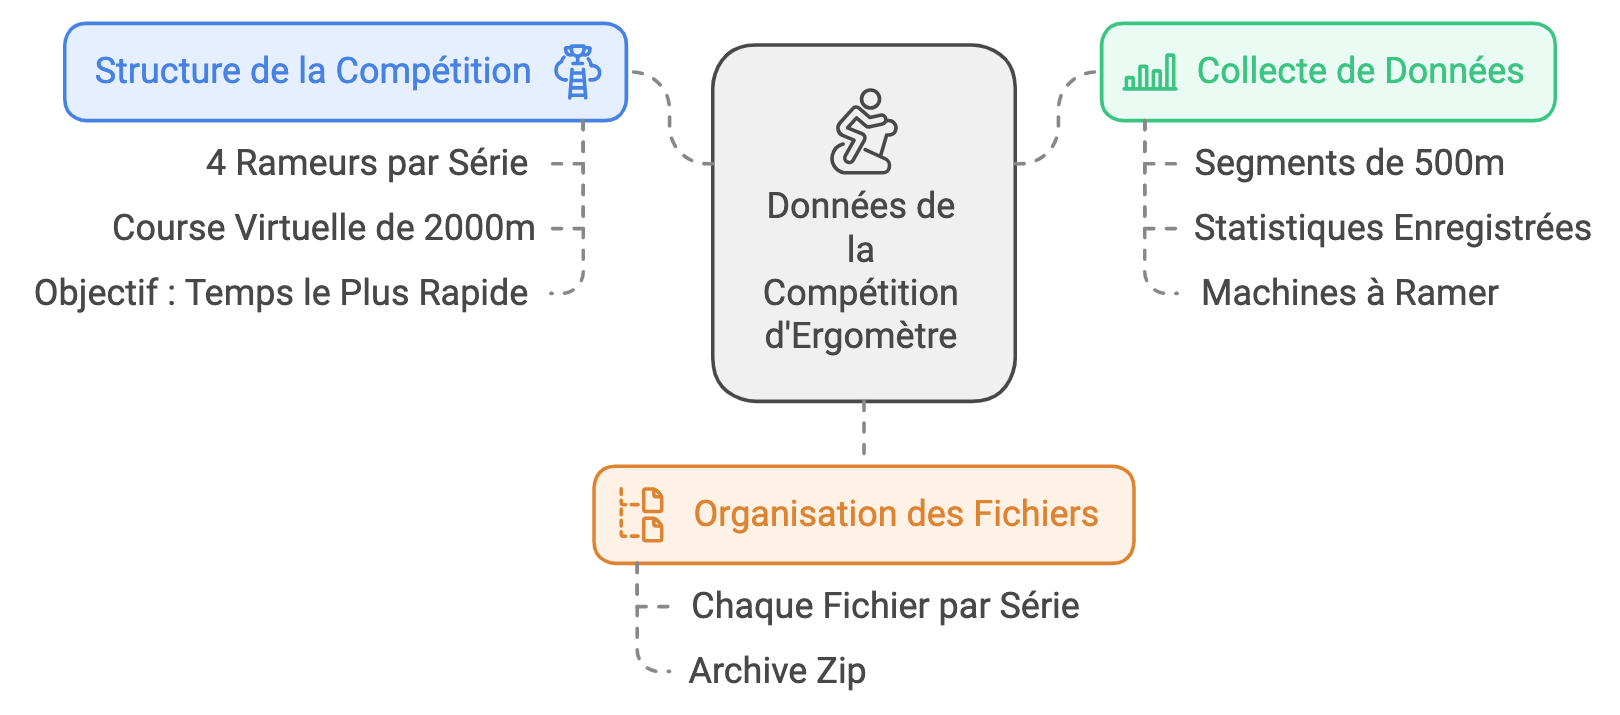 Structure de la Compétition
4 Rameurs par Série
Course Virtuelle de 2000m
Objectif : Temps le Plus Rapide
Données de
la
Compétition
d'Ergomètre
Collecte de Données
Segments de 500m
Statistiques Enregistrées
Machines à Ramer
Organisation des Fichiers
Chaque Fichier par Série
Archive Zip